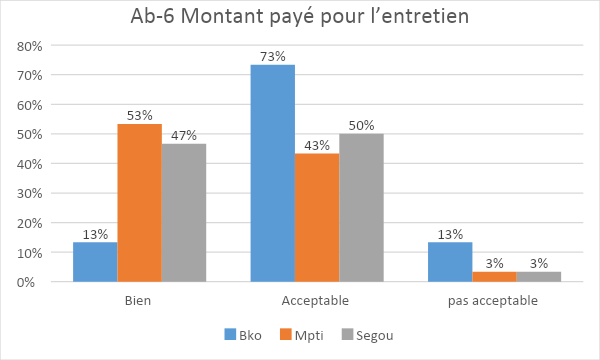 Ab-6 Montant payé pour l’entretien
80%
70%
60%
50%
40%
30%
20%
10%
0%
13%
53%
47%
73%
43%
50%
13%
3%
3%
Bien
Acceptable
pas acceptable
Bko
Mpti
Segou